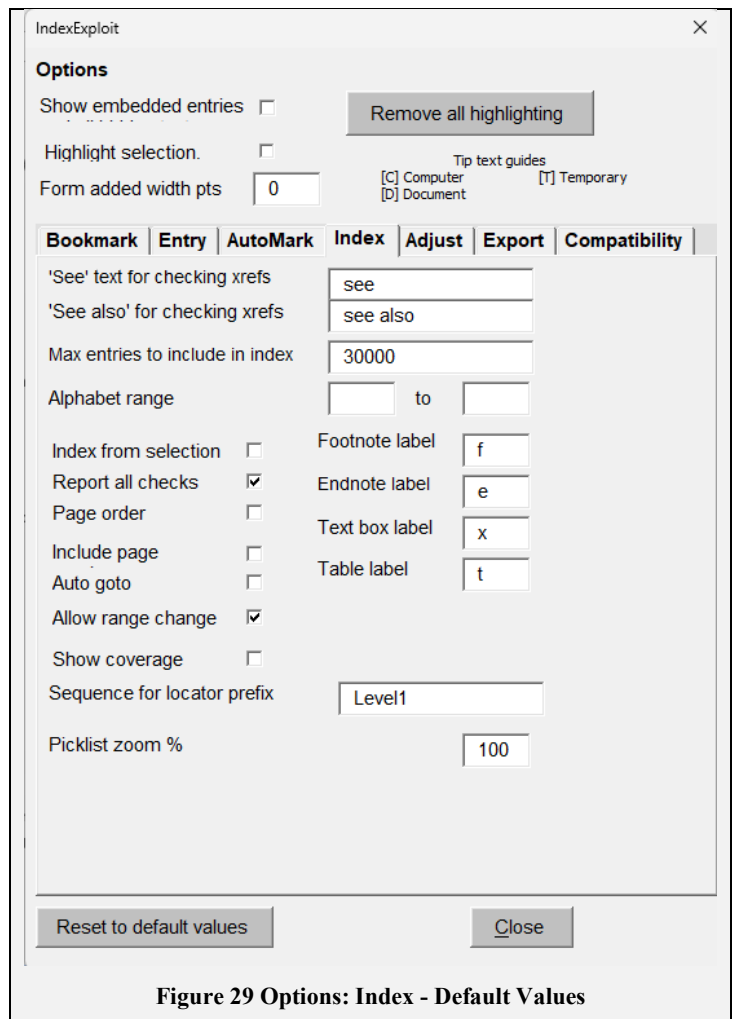 IndexExploit
Options
Show embedded entries
Remove all highlighting
Highlight selection.
Tip text guides
[C] Computer [T] Temporary
[D] Document
Form added width pts 0
Bookmark Entry AutoMark Index Adjust Export Compatibility
'See' text for checking xrefs see
'See also' for checking xrefs see also
Max entries to include in index 30000
Alphabet range to
Index from selection Footnote label f
Report all checks Endnote label e
Page order Text box label x
Include page
Auto goto Table label t
Allow range change
Show coverage
Sequence for locator prefix Level1
Picklist zoom % 100
Reset to default values Close
Figure 29 Options: Index - Default Values